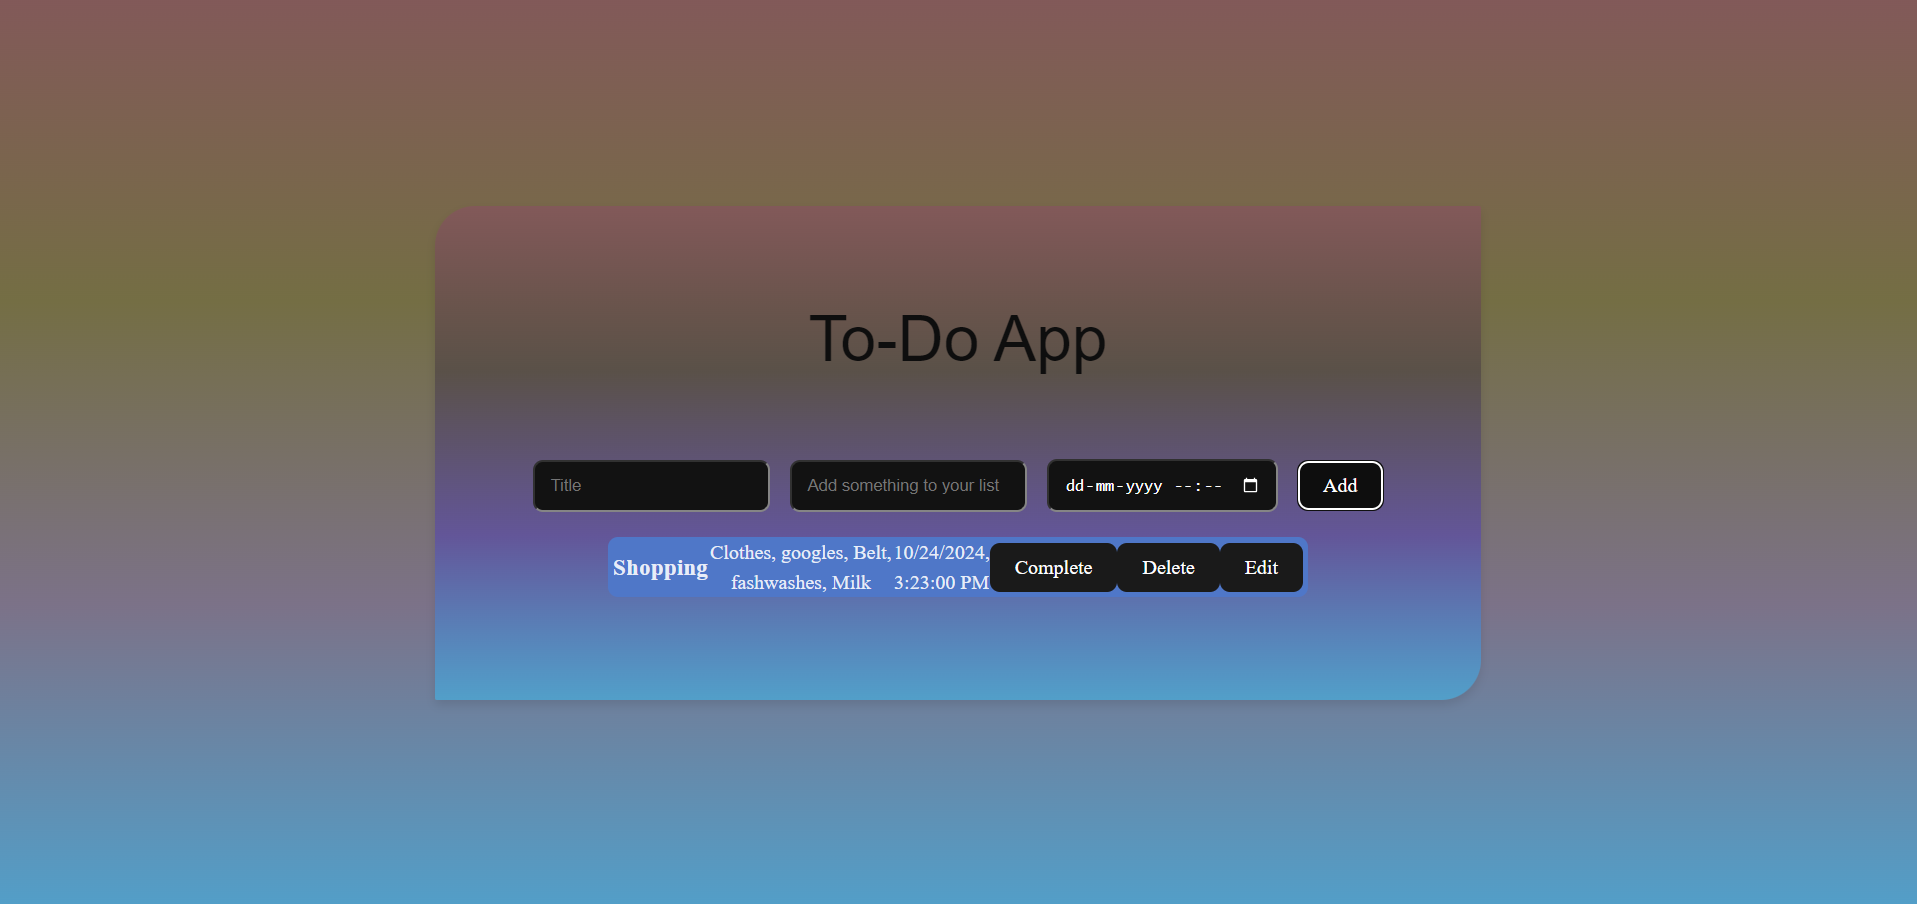 To-Do App
Title
Add something to your list
dd-mm-yyyy --:--
Add
Shopping
Clothes, googles, Belt,
fashwashes, Milk
10/24/2024,
3:23:00 PM
Complete
Delete
Edit